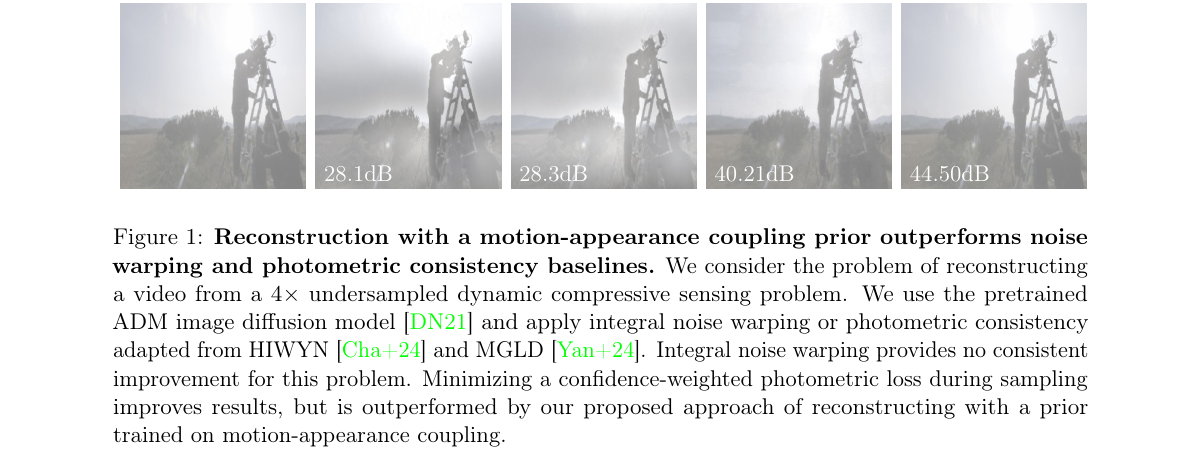 28.1dB 28.3dB 40.21dB 44.50dB
Figure 1: Reconstruction with a motion-appearance coupling prior outperforms noise
warping and photometric consistency baselines. We consider the problem of reconstructing
a video from a 4× undersampled dynamic compressive sensing problem. We use the pretrained
ADM image diffusion model [DN21] and apply integral noise warping or photometric consistency
adapted from HIWYN [Cha+24] and MGLD [Yan+24]. Integral noise warping provides no consistent
improvement for this problem. Minimizing a confidence-weighted photometric loss during sampling
improves results, but is outperformed by our proposed approach of reconstructing with a prior
trained on motion-appearance coupling.